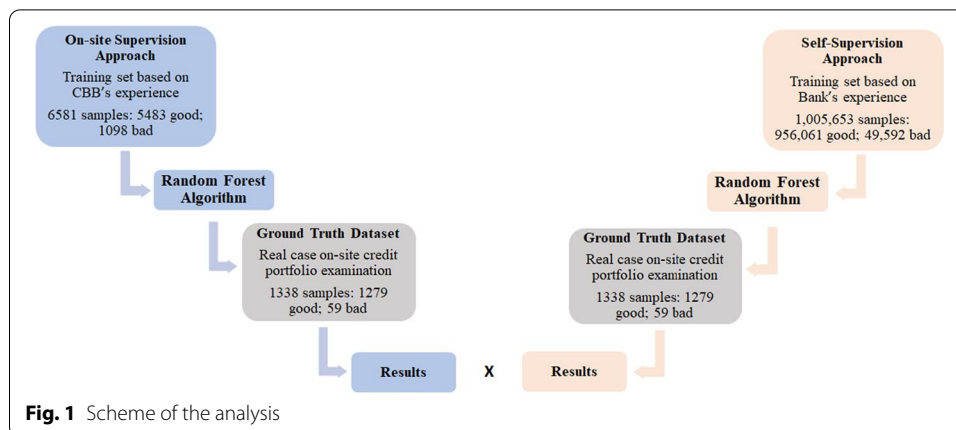 On-site Supervision
Approach
Training set based on
CBB's experience
6581 samples: 5483 good;
1098 bad
Self-Supervision
Approach
Training set based on
Bank's experience
1,005,653 samples:
956,061 good; 49,592 bad
Random Forest
Algorithm
Random Forest
Algorithm
Ground Truth Dataset
Real case on-site credit
portfolio examination
1338 samples: 1279
good; 59 bad
Ground Truth Dataset
Real case on-site credit
portfolio examination
1338 samples: 1279
good; 59 bad
Results
X
Results
Fig. 1 Scheme of the analysis